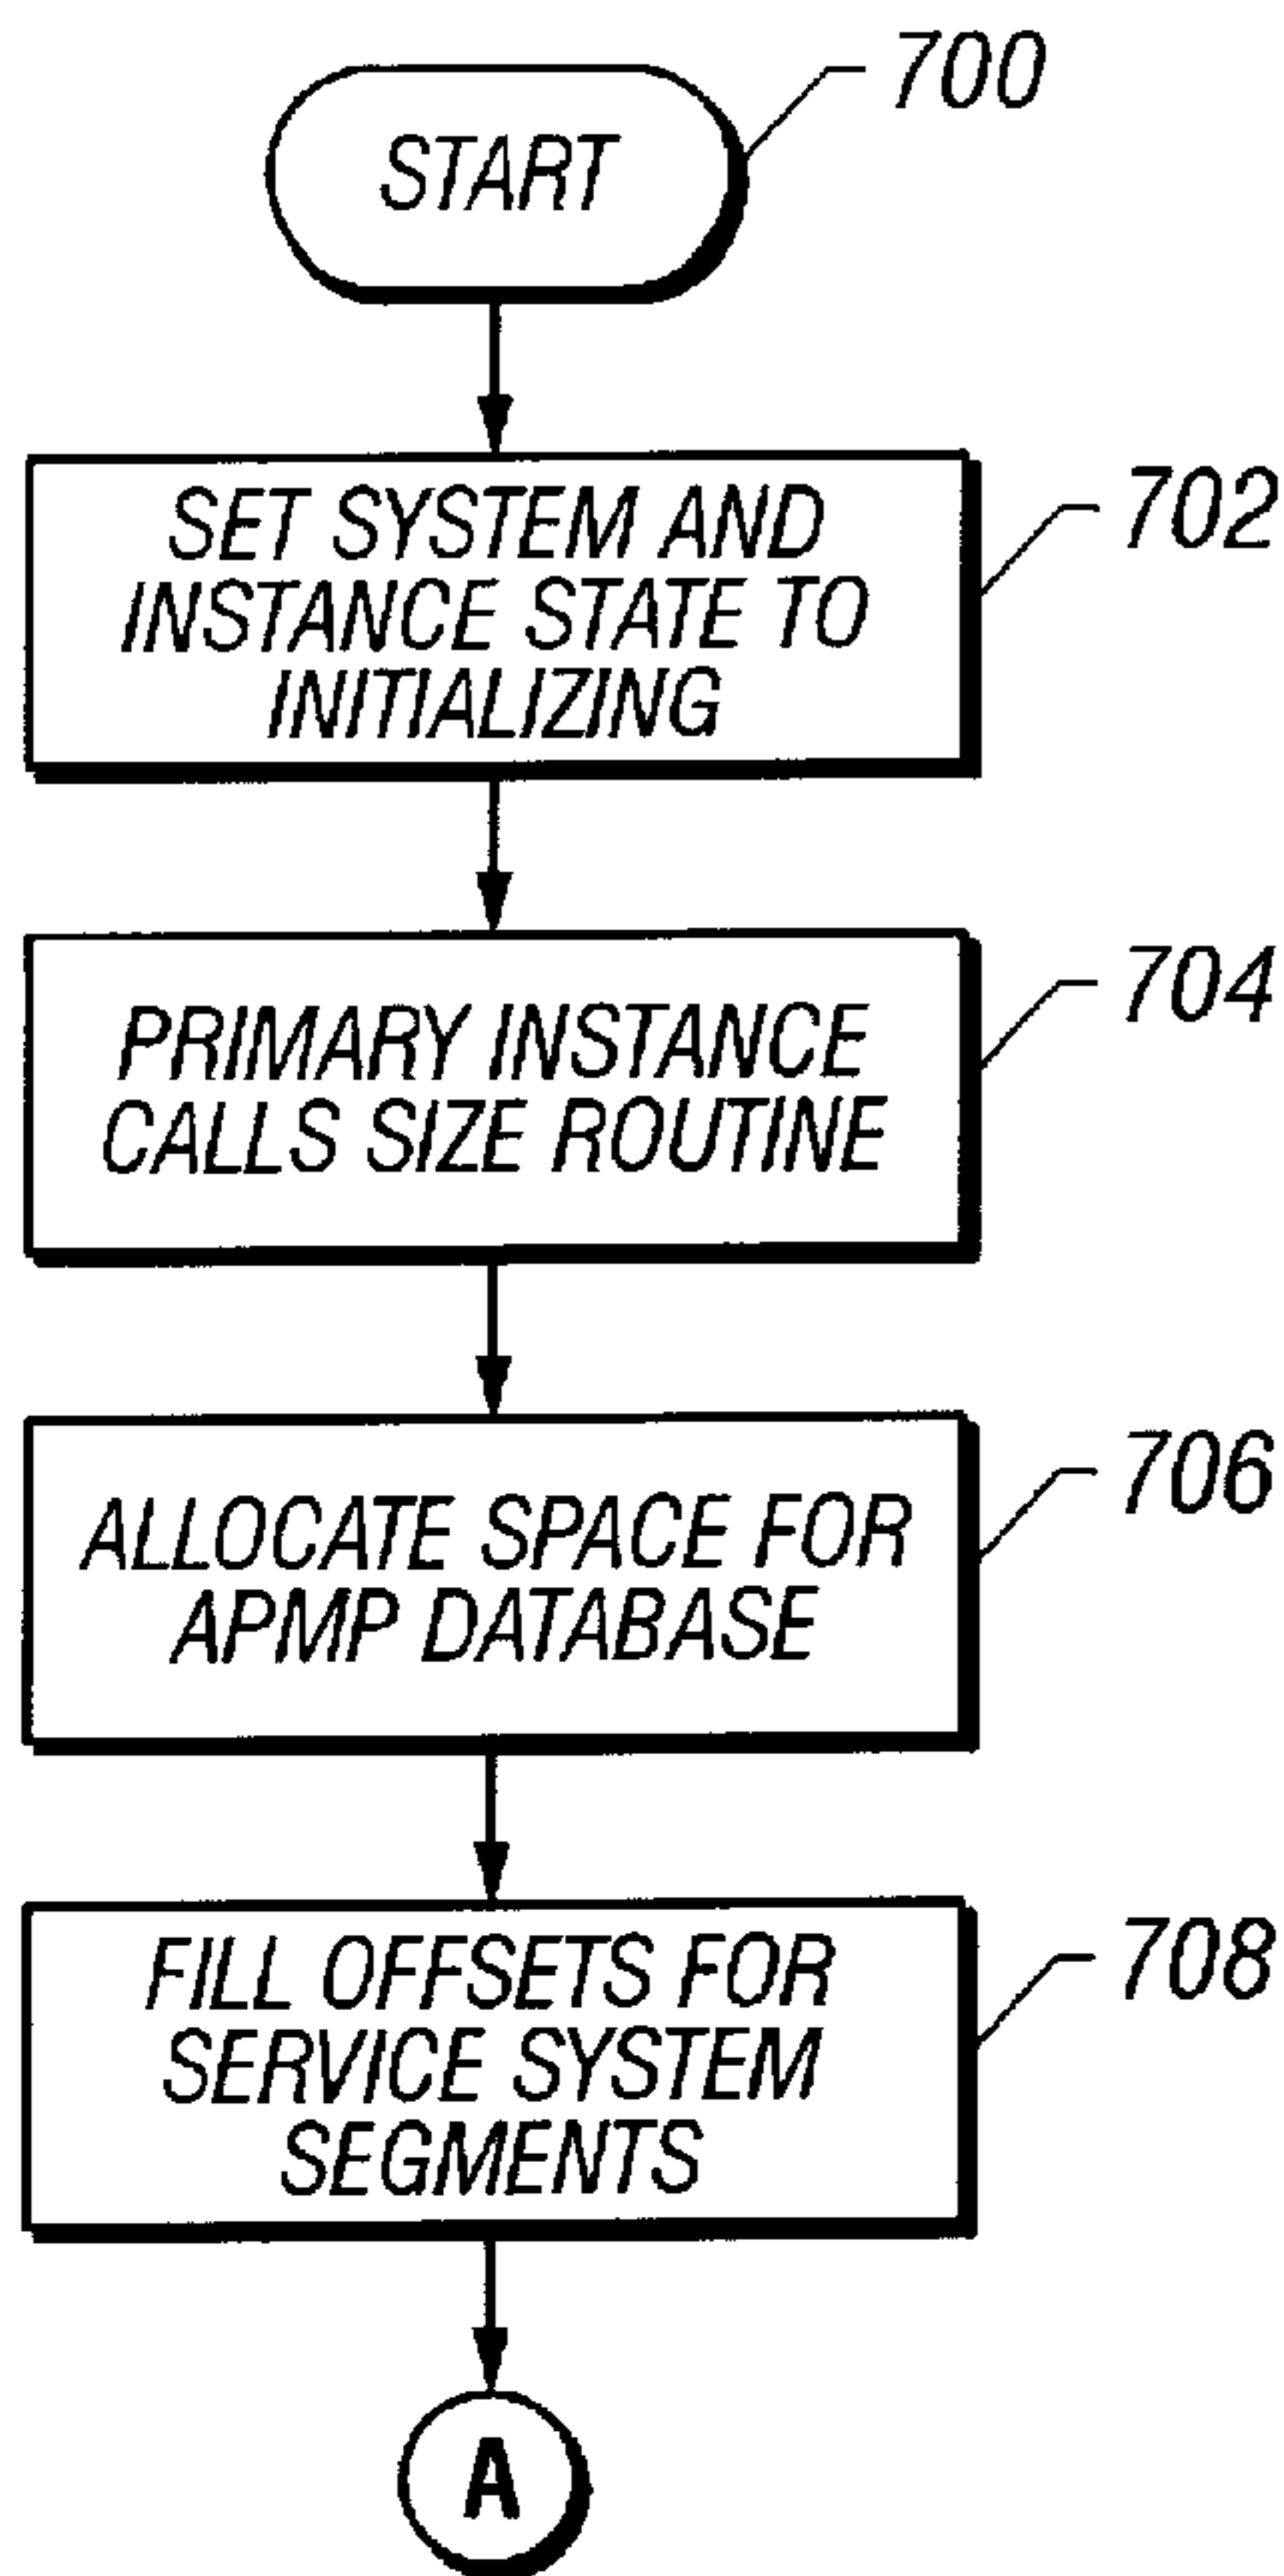 700
START
702
SET SYSTEM AND
INSTANCE STATE TO
INITIALIZING
704
PRIMARY INSTANCE
CALLS SIZE ROUTINE
706
ALLOCATE SPACE FOR
APMP DATABASE
708
FILL OFFSETS FOR
SERVICE SYSTEM
SEGMENTS
A